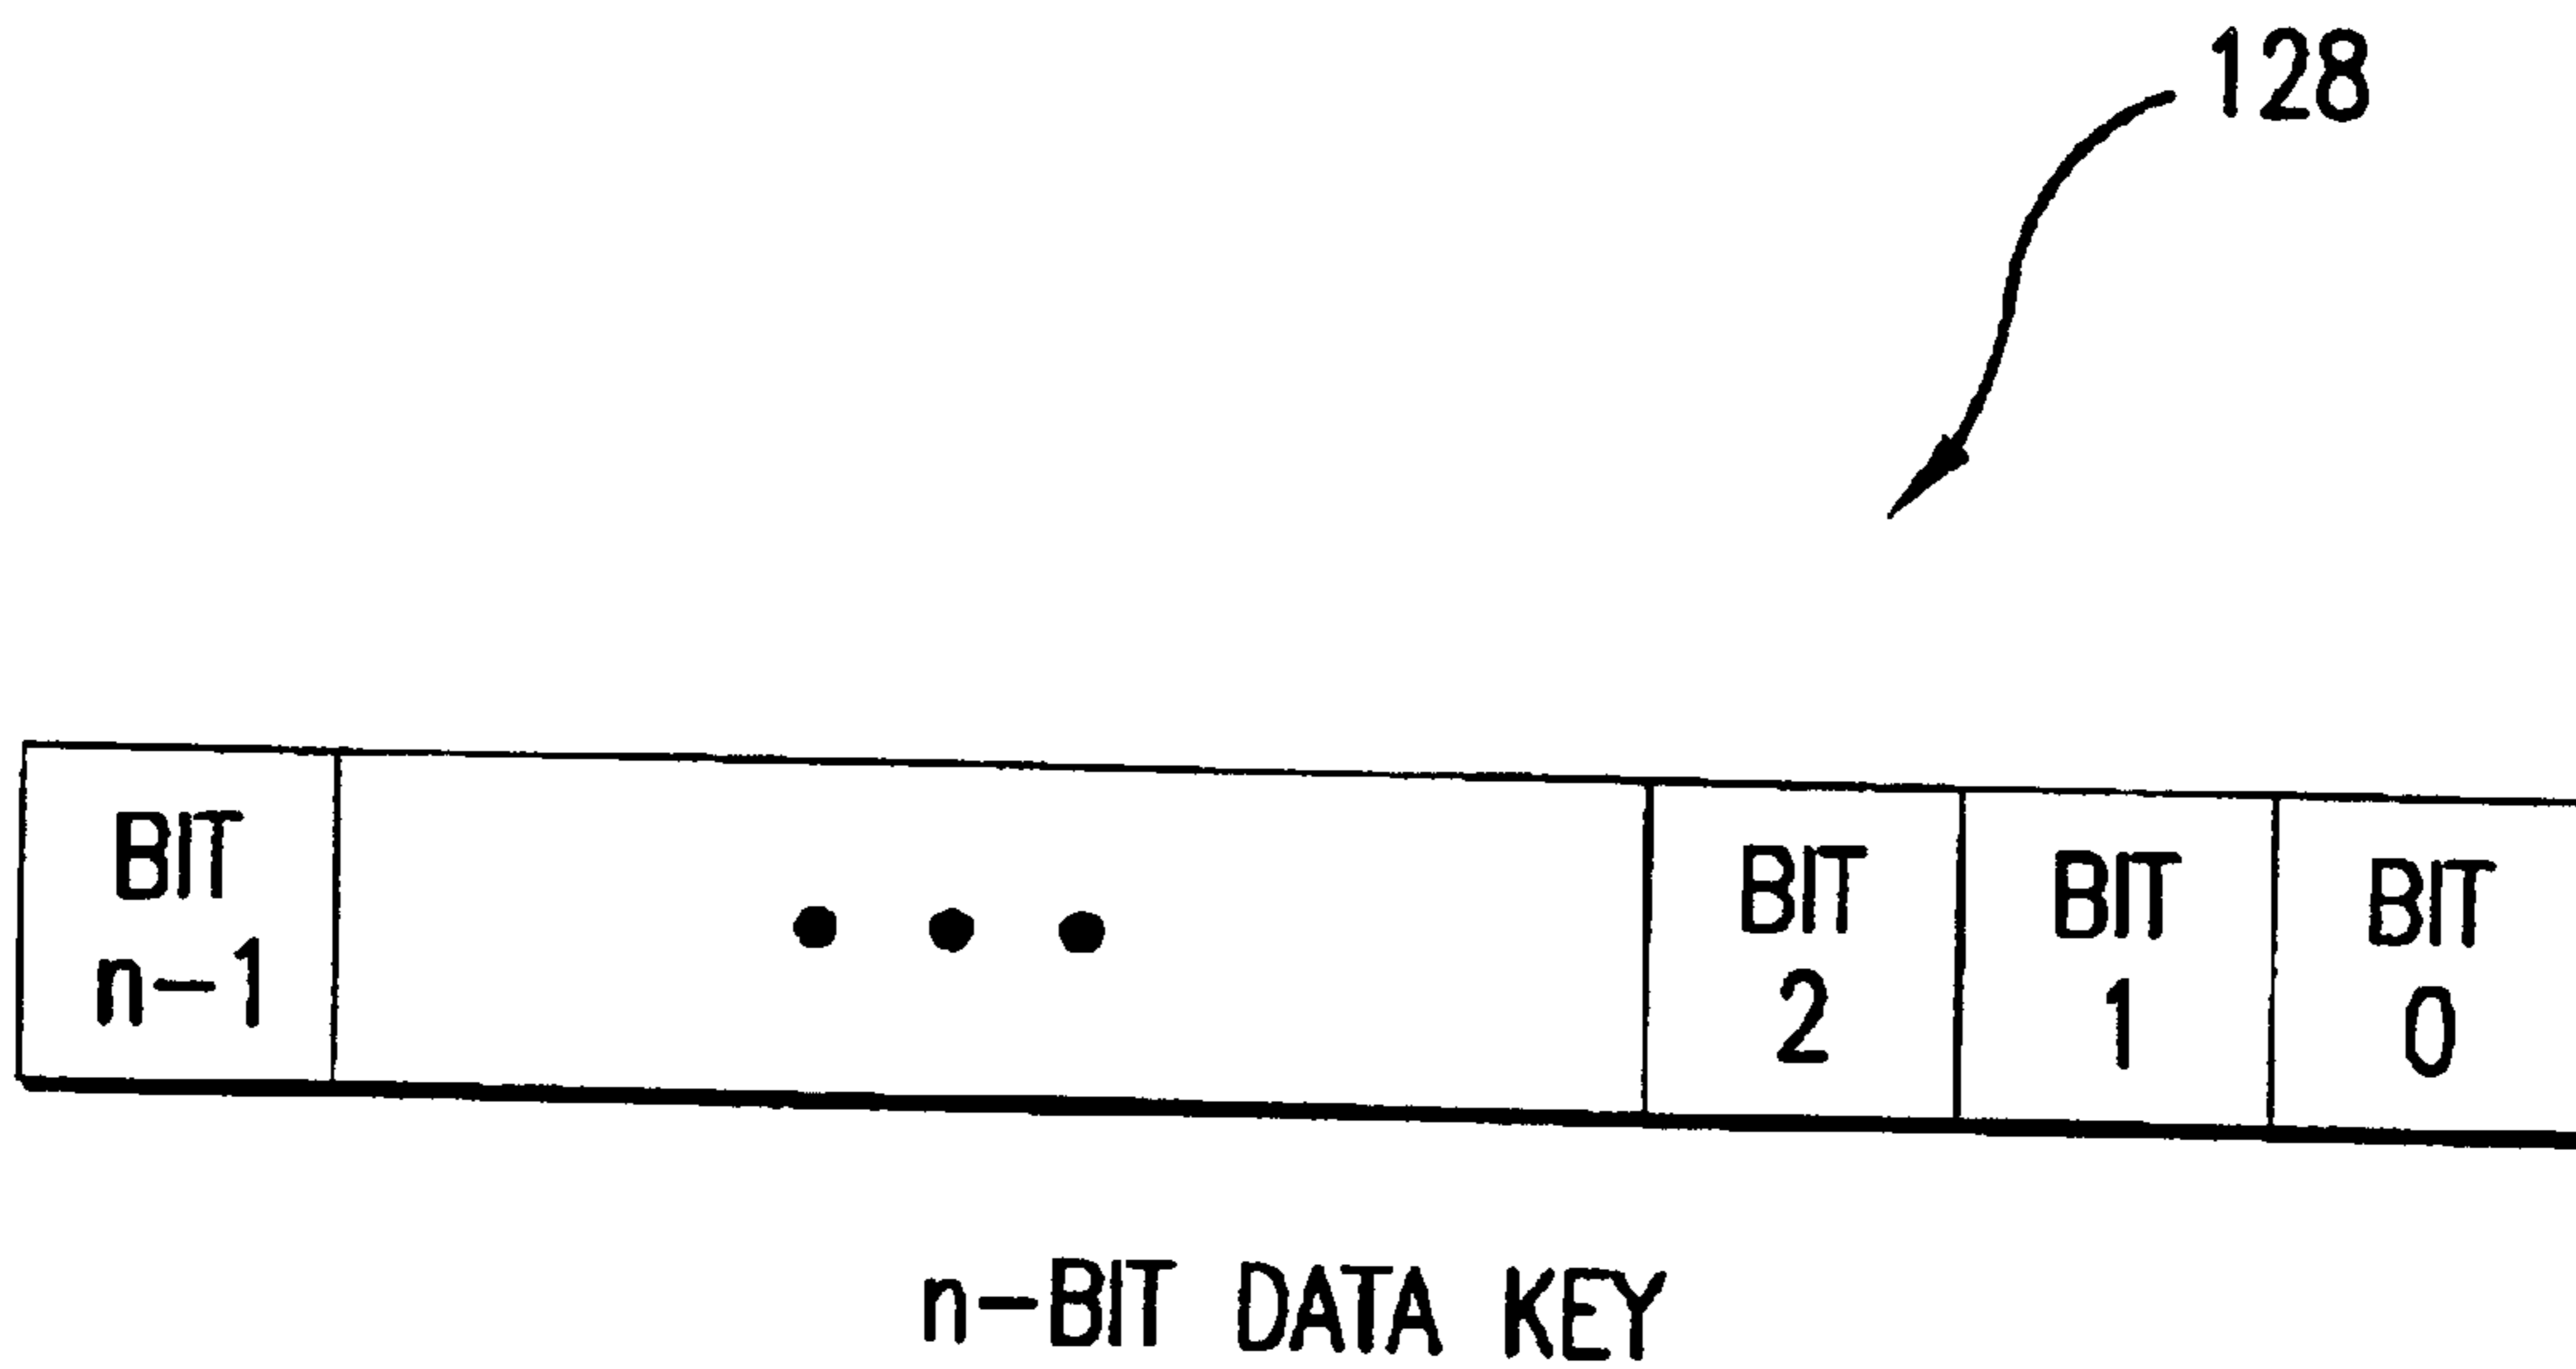 128
BIT n-1
• • •
BIT 2
BIT 1
BIT 0
n-BIT DATA KEY